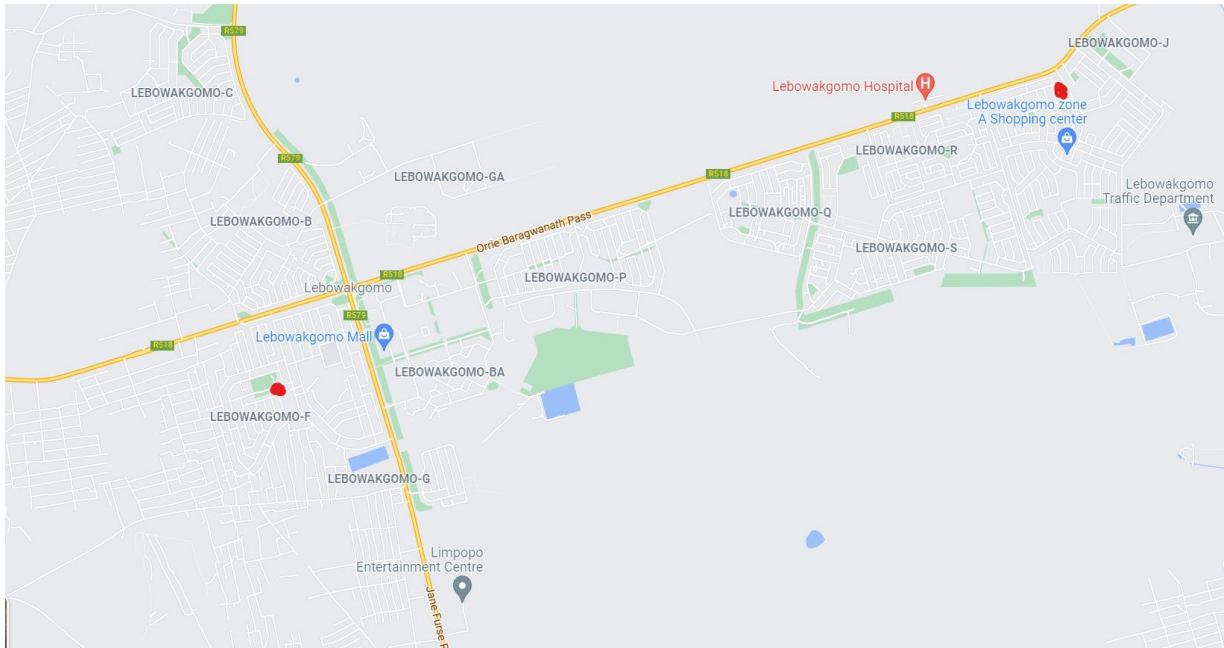 R579
LEBOWAKGOMO-J
LEBOWAKGOMO-C
Lebowakgomo Hospital
H
Lebowakgomo zone
A Shopping center
R518
R579
LEBOWAKGOMO-R
LEBOWAKGOMO-GA
R518
Lebowakgomo
Traffic Department
LEBOWAKGOMO-B
LEBOWAKGOMO-Q
Orrie Baragwanath Pass
LEBOWAKGOMO-S
R518
LEBOWAKGOMO-P
Lebowakgomo
R579
Lebowakgomo Mall
R518
LEBOWAKGOMO-BA
LEBOWAKGOMO-F
LEBOWAKGOMO-G
Limpopo
Entertainment Centre
Jane Furse